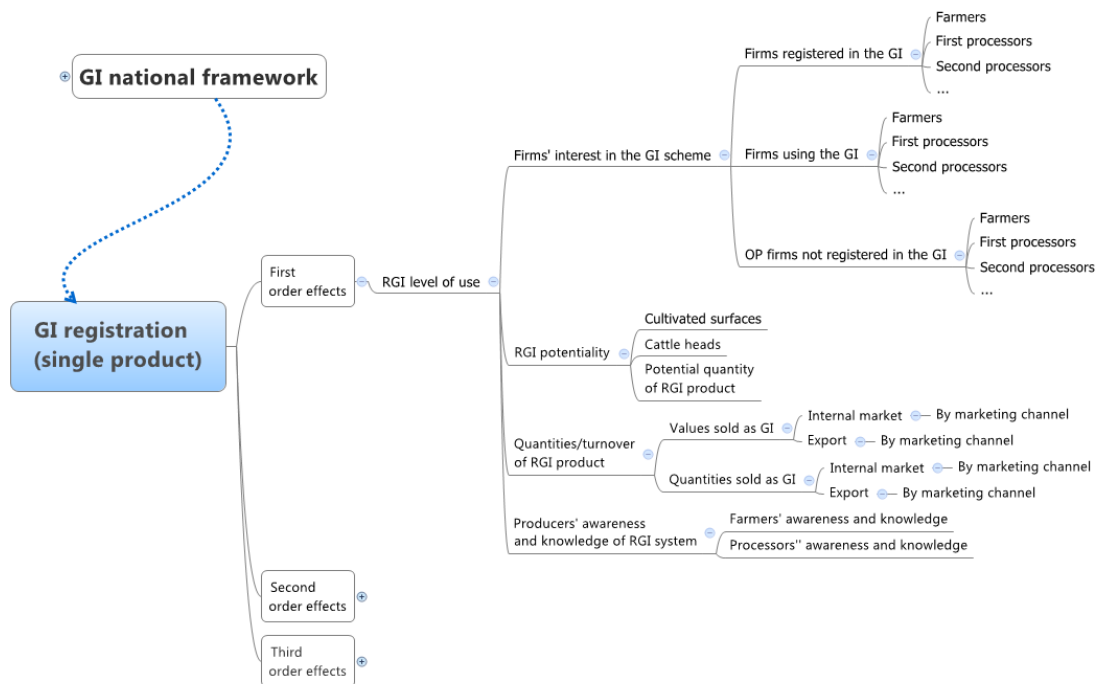 GI national framework
GI registration
(single product)
First
order effects
RGI level of use
Firms' interest in the GI scheme
Firms registered in the GI
Farmers
First processors
Second processors
...
Firms using the GI
Farmers
First processors
Second processors
...
OP firms not registered in the GI
Farmers
First processors
Second processors
...
RGI potentiality
Cultivated surfaces
Cattle heads
Potential quantity
of RGI product
Quantities/turnover
of RGI product
Values sold as GI
Internal market
By marketing channel
Export
By marketing channel
Quantities sold as GI
Internal market
By marketing channel
Export
By marketing channel
Producers' awareness
and knowledge of RGI system
Farmers' awareness and knowledge
Processors'' awareness and knowledge
Second
order effects
Third
order effects